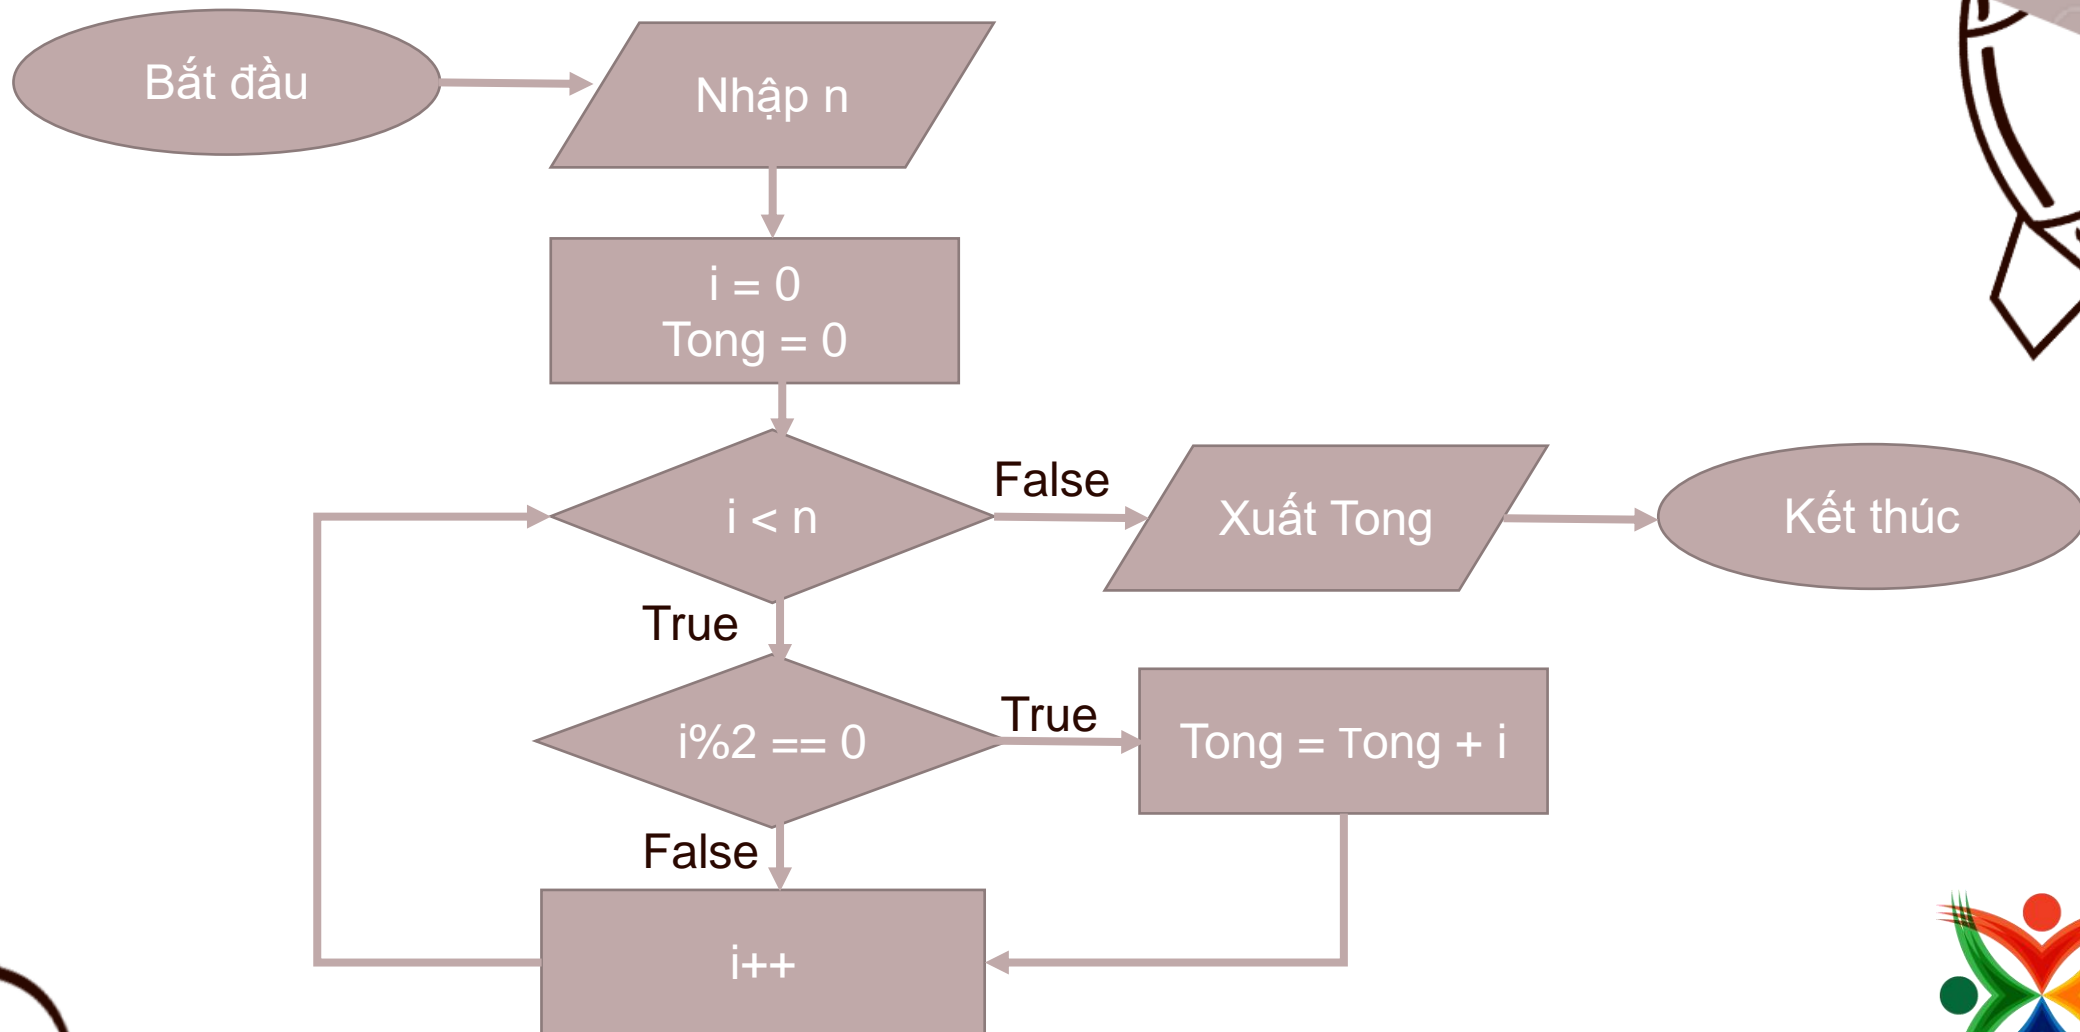 Bắt đầu
Nhập n
i = 0
Tong = 0
i < n
False
Xuất Tong
Kết thúc
True
i%2 == 0
True
Tong = Tong + i
False
i++